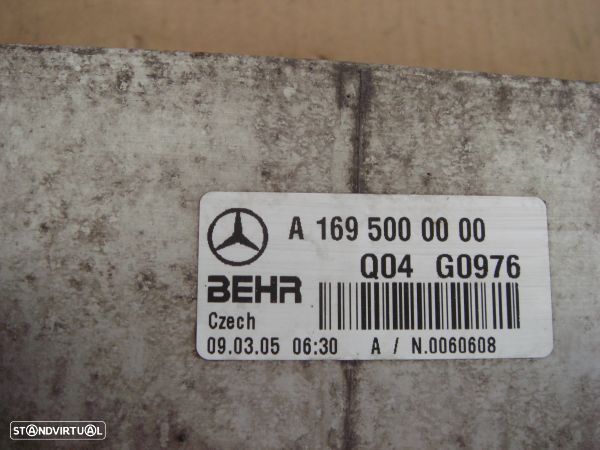 A 169 500 00 00
Q04 G0976
BEHR
Czech
09.03.05 06:30 A / N.0060608
STANDVIRTUAL